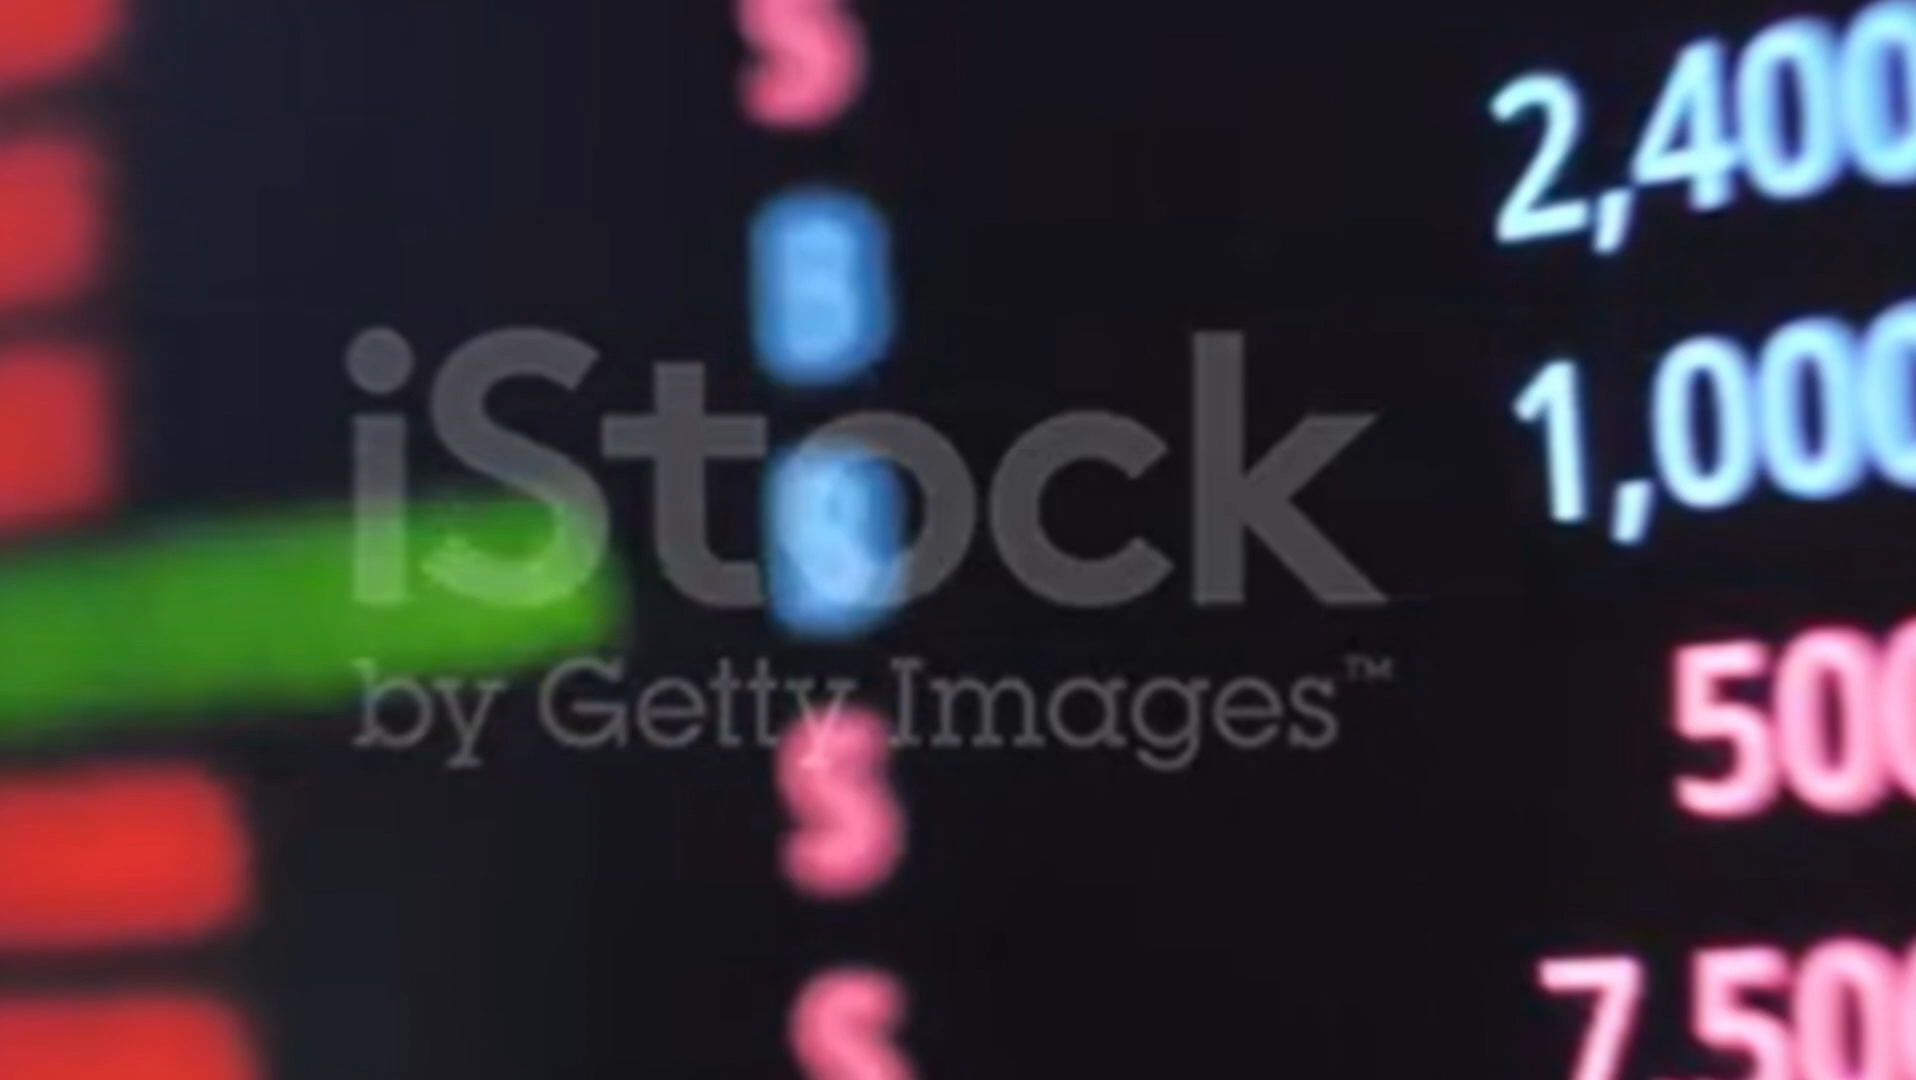 S
2,400
B
1,000
B
500
S
7,500
S
iStock
by Getty Images™